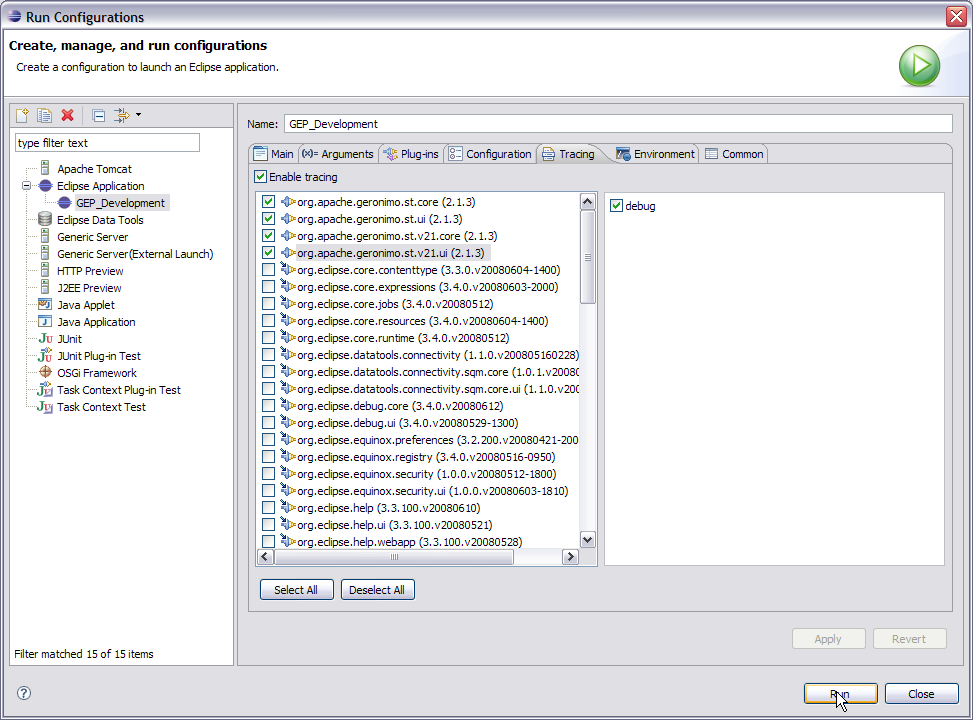 Run Configurations
Create, manage, and run configurations
Create a configuration to launch an Eclipse application.
type filter text
Apache Tomcat
Eclipse Application
GEP_Development
Eclipse Data Tools
Generic Server
Generic Server(External Launch)
HTTP Preview
J2EE Preview
Java Applet
Java Application
JUnit
JUnit Plug-in Test
OSGi Framework
Task Context Plug-in Test
Task Context Test
Filter matched 15 of 15 items
Name: GEP_Development
Main (x)= Arguments Plug-ins Configuration Tracing Environment Common
Enable tracing
org.apache.geronimo.st.core (2.1.3)
org.apache.geronimo.st.ui (2.1.3)
org.apache.geronimo.st.v21.core (2.1.3)
org.apache.geronimo.st.v21.ui (2.1.3)
org.eclipse.core.contenttype (3.3.0.v20080604-1400)
org.eclipse.core.expressions (3.4.0.v20080603-2000)
org.eclipse.core.jobs (3.4.0.v20080512)
org.eclipse.core.resources (3.4.0.v20080604-1400)
org.eclipse.core.runtime (3.4.0.v20080512)
org.eclipse.datatools.connectivity (1.1.0.v200805160228)
org.eclipse.datatools.connectivity.sqm.core (1.0.1.v20080
org.eclipse.datatools.connectivity.sqm.core.ui (1.1.0.v200
org.eclipse.debug.core (3.4.0.v20080612)
org.eclipse.debug.ui (3.4.0.v20080529-1300)
org.eclipse.equinox.preferences (3.2.200.v20080421-200
org.eclipse.equinox.registry (3.4.0.v20080516-0950)
org.eclipse.equinox.security (1.0.0.v20080512-1800)
org.eclipse.equinox.security.ui (1.0.0.v20080603-1810)
org.eclipse.help (3.3.100.v20080610)
org.eclipse.help.ui (3.3.100.v20080521)
org.eclipse.help.webapp (3.3.100.v20080528)
debug
Select All Deselect All
Apply Revert
? Run Close